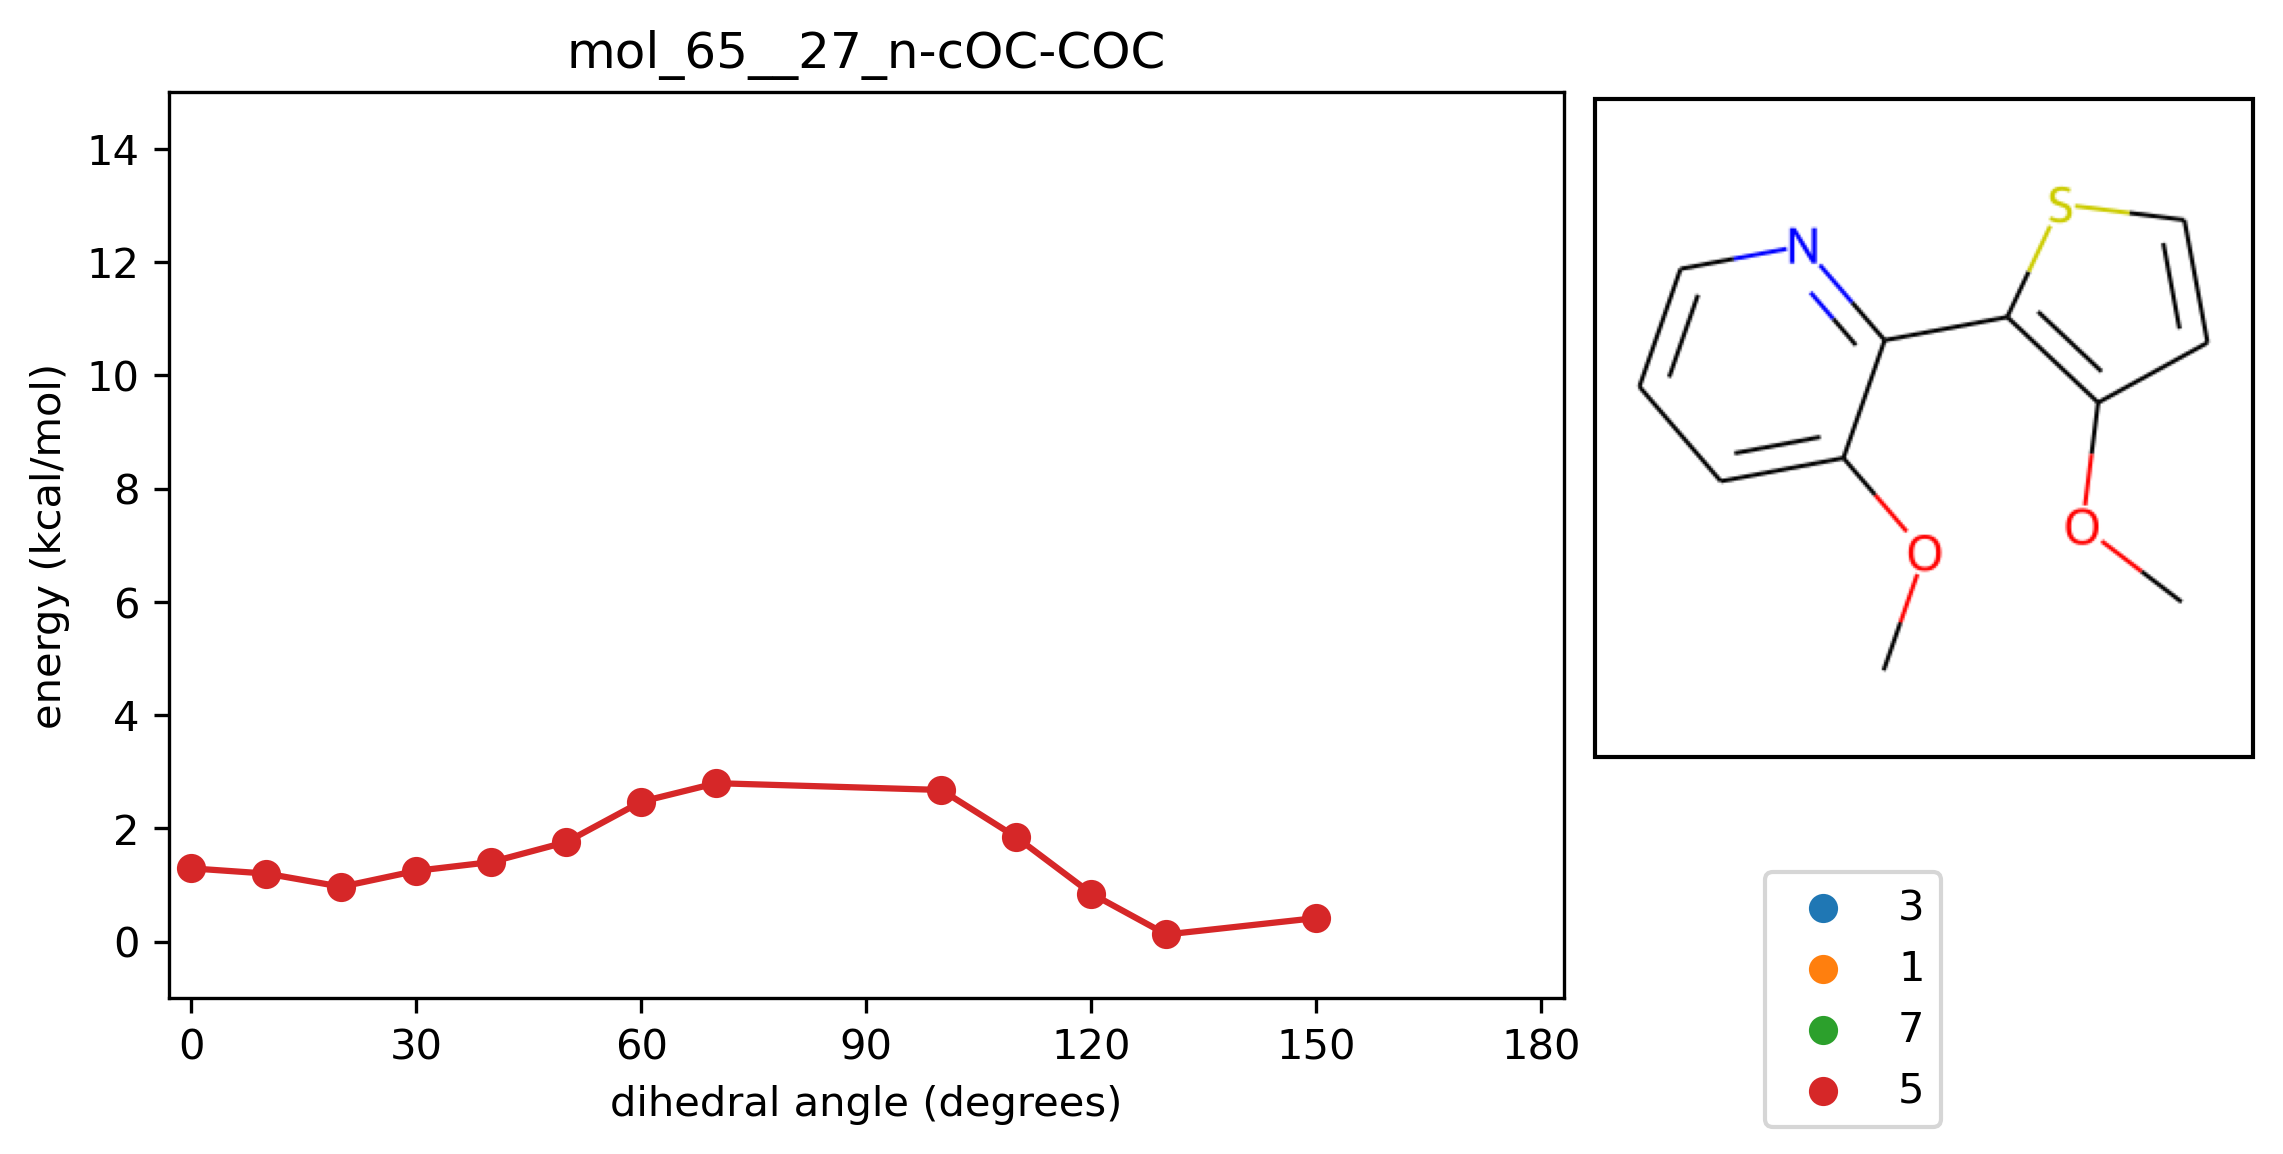 mol_65__27_n-cOC-COC
14
12
10
8
6
4
2
0
energy (kcal/mol)
0 30 60 90 120 150 180
dihedral angle (degrees)
S
N
O
O
3
1
7
5